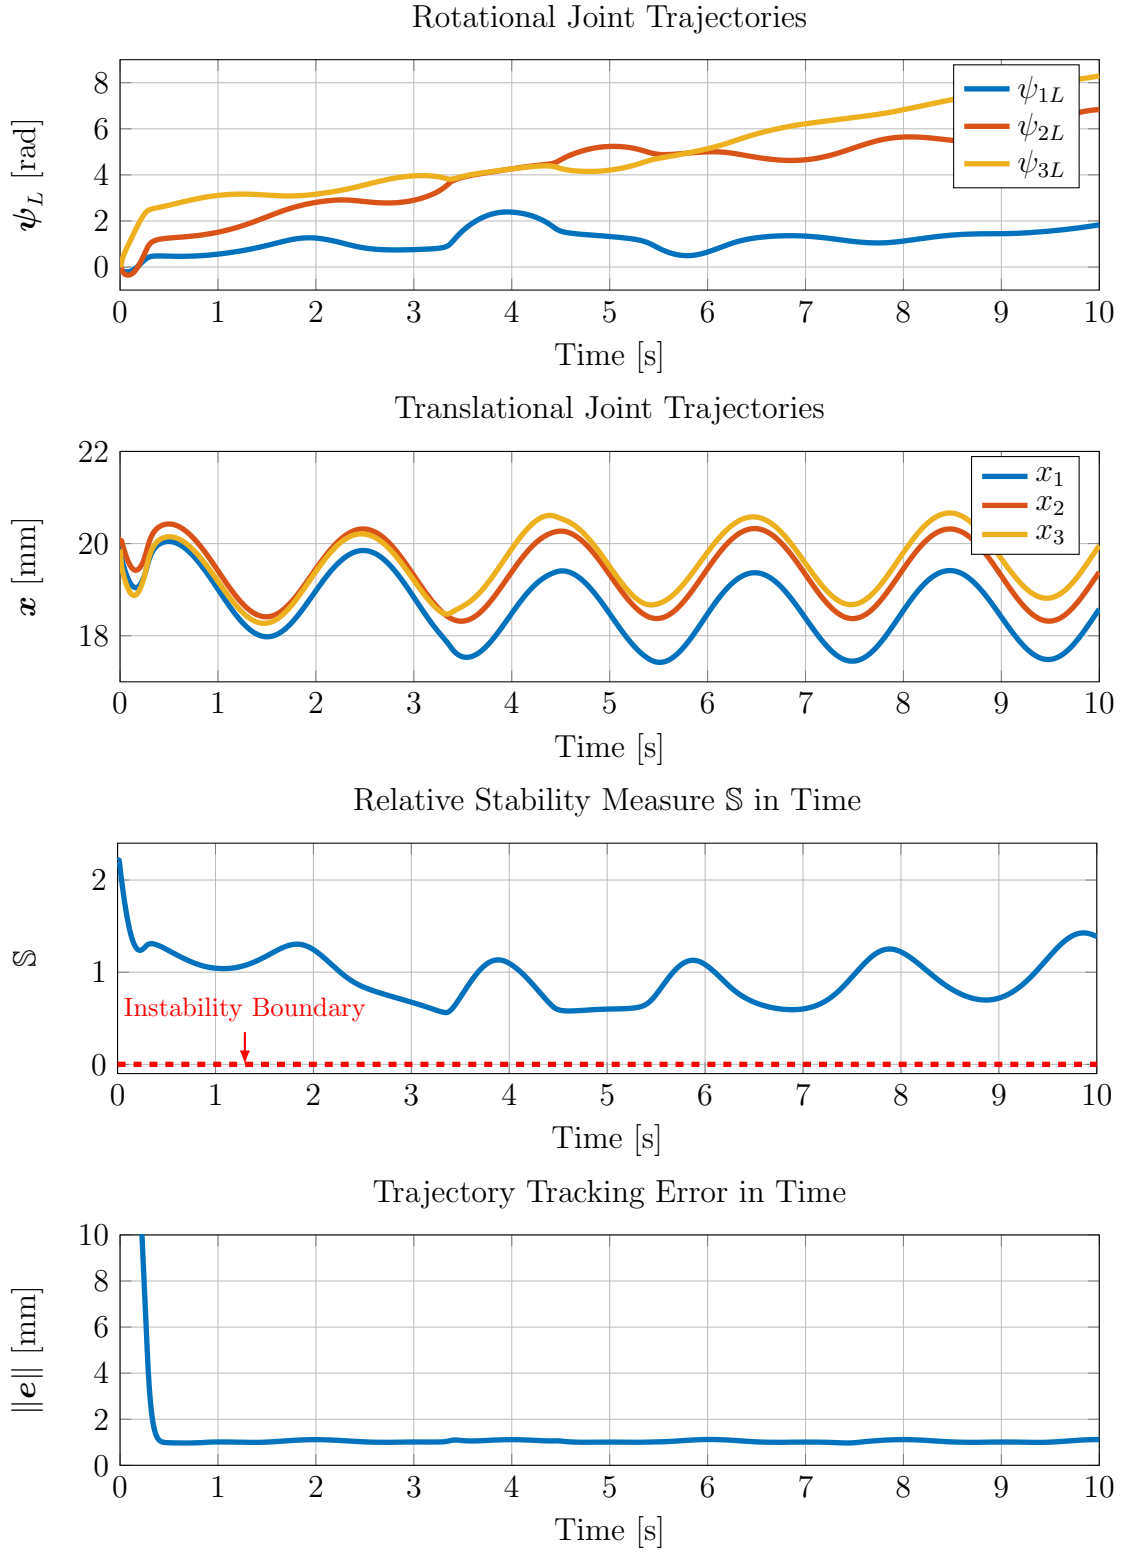 Rotational Joint Trajectories
8
6
4
2
0
ψ_L [rad]
ψ_1L
ψ_2L
ψ_3L
0 1 2 3 4 5 6 7 8 9 10
Time [s]
Translational Joint Trajectories
22
20
18
x [mm]
x_1
x_2
x_3
0 1 2 3 4 5 6 7 8 9 10
Time [s]
Relative Stability Measure 𝕊 in Time
2
1
0
𝕊
Instability Boundary
0 1 2 3 4 5 6 7 8 9 10
Time [s]
Trajectory Tracking Error in Time
10
8
6
4
2
0
‖e‖ [mm]
0 1 2 3 4 5 6 7 8 9 10
Time [s]